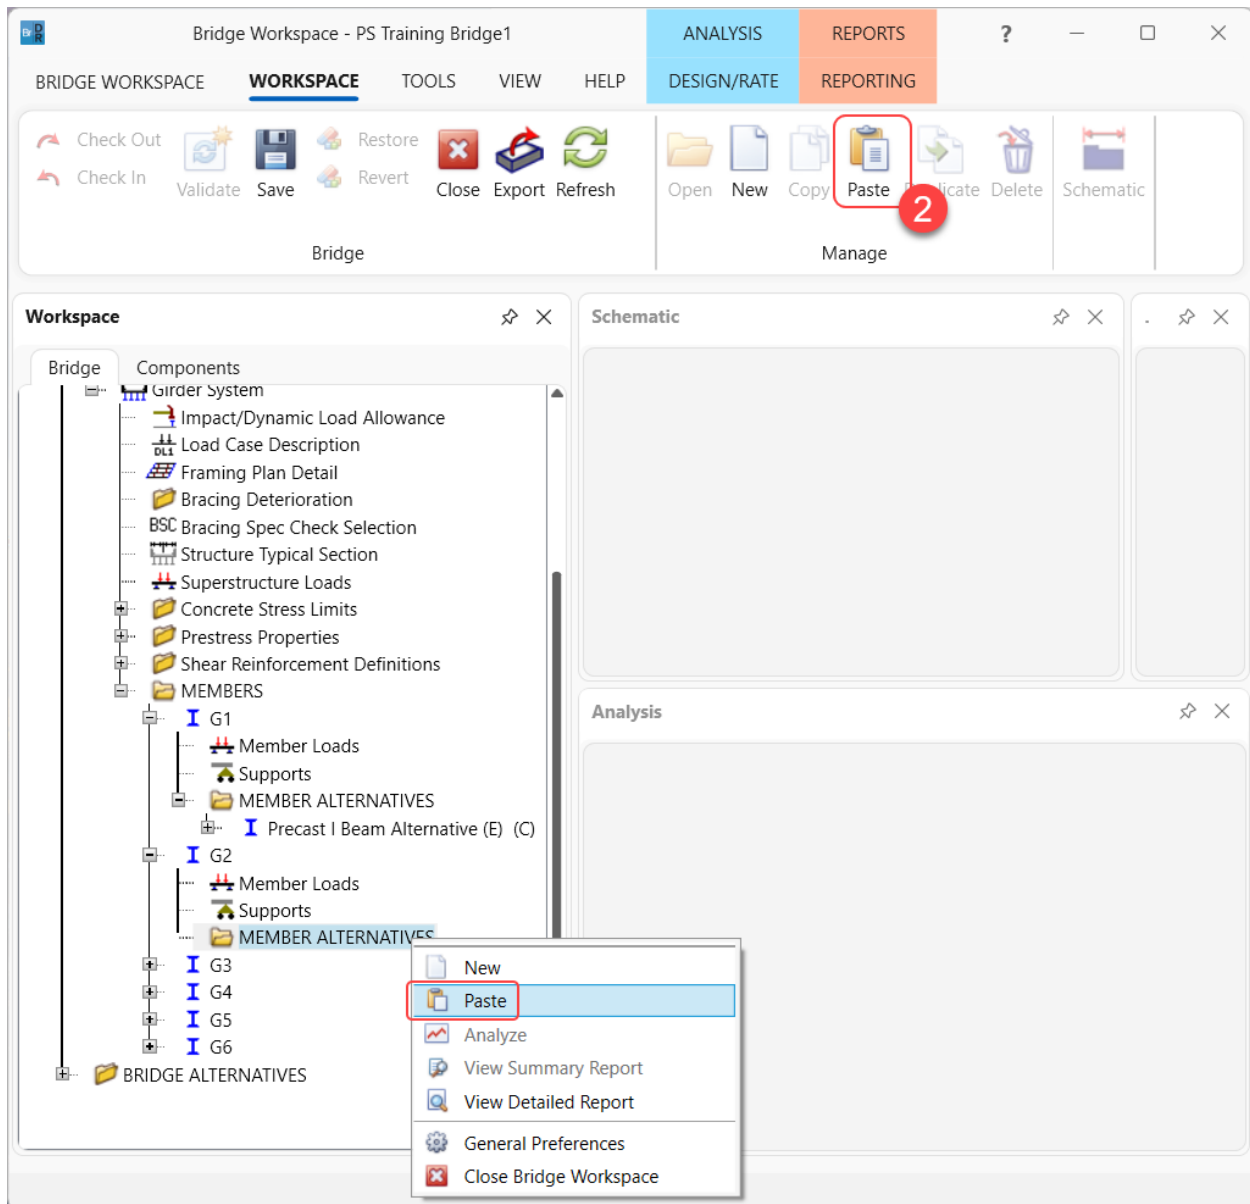 Br DR
Bridge Workspace - PS Training Bridge1
ANALYSIS
REPORTS
?
BRIDGE WORKSPACE
WORKSPACE
TOOLS
VIEW
HELP
DESIGN/RATE
REPORTING
Check Out
Check In
Validate
Save
Restore
Revert
Close
Export
Refresh
Open
New
Copy
Paste
2
Delete
Schematic
Bridge
Manage
Workspace
Schematic
.
Bridge
Components
Girder System
Impact/Dynamic Load Allowance
DL1 Load Case Description
Framing Plan Detail
Bracing Deterioration
BSC Bracing Spec Check Selection
Structure Typical Section
Superstructure Loads
Concrete Stress Limits
Prestress Properties
Shear Reinforcement Definitions
MEMBERS
G1
Member Loads
Supports
MEMBER ALTERNATIVES
Precast I Beam Alternative (E) (C)
G2
Member Loads
Supports
MEMBER ALTERNATIVES
G3
G4
G5
G6
BRIDGE ALTERNATIVES
Analysis
New
Paste
Analyze
View Summary Report
View Detailed Report
General Preferences
Close Bridge Workspace